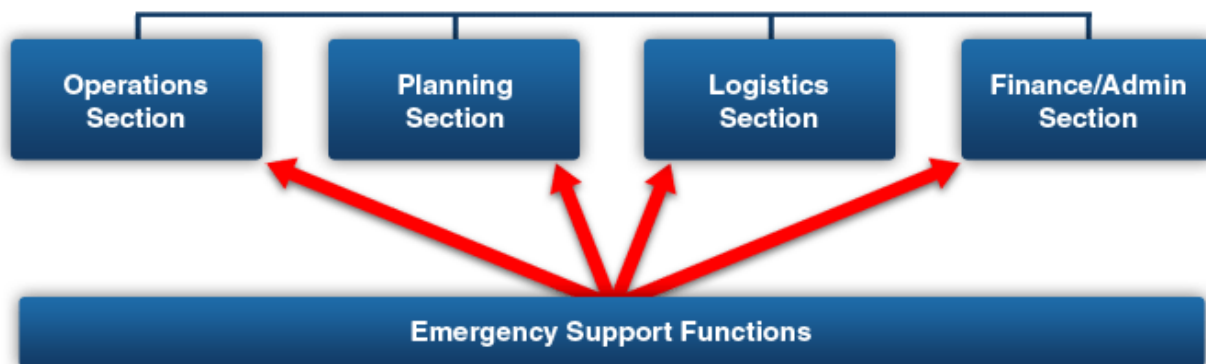 Operations
Section
Planning
Section
Logistics
Section
Finance/Admin
Section
Emergency Support Functions